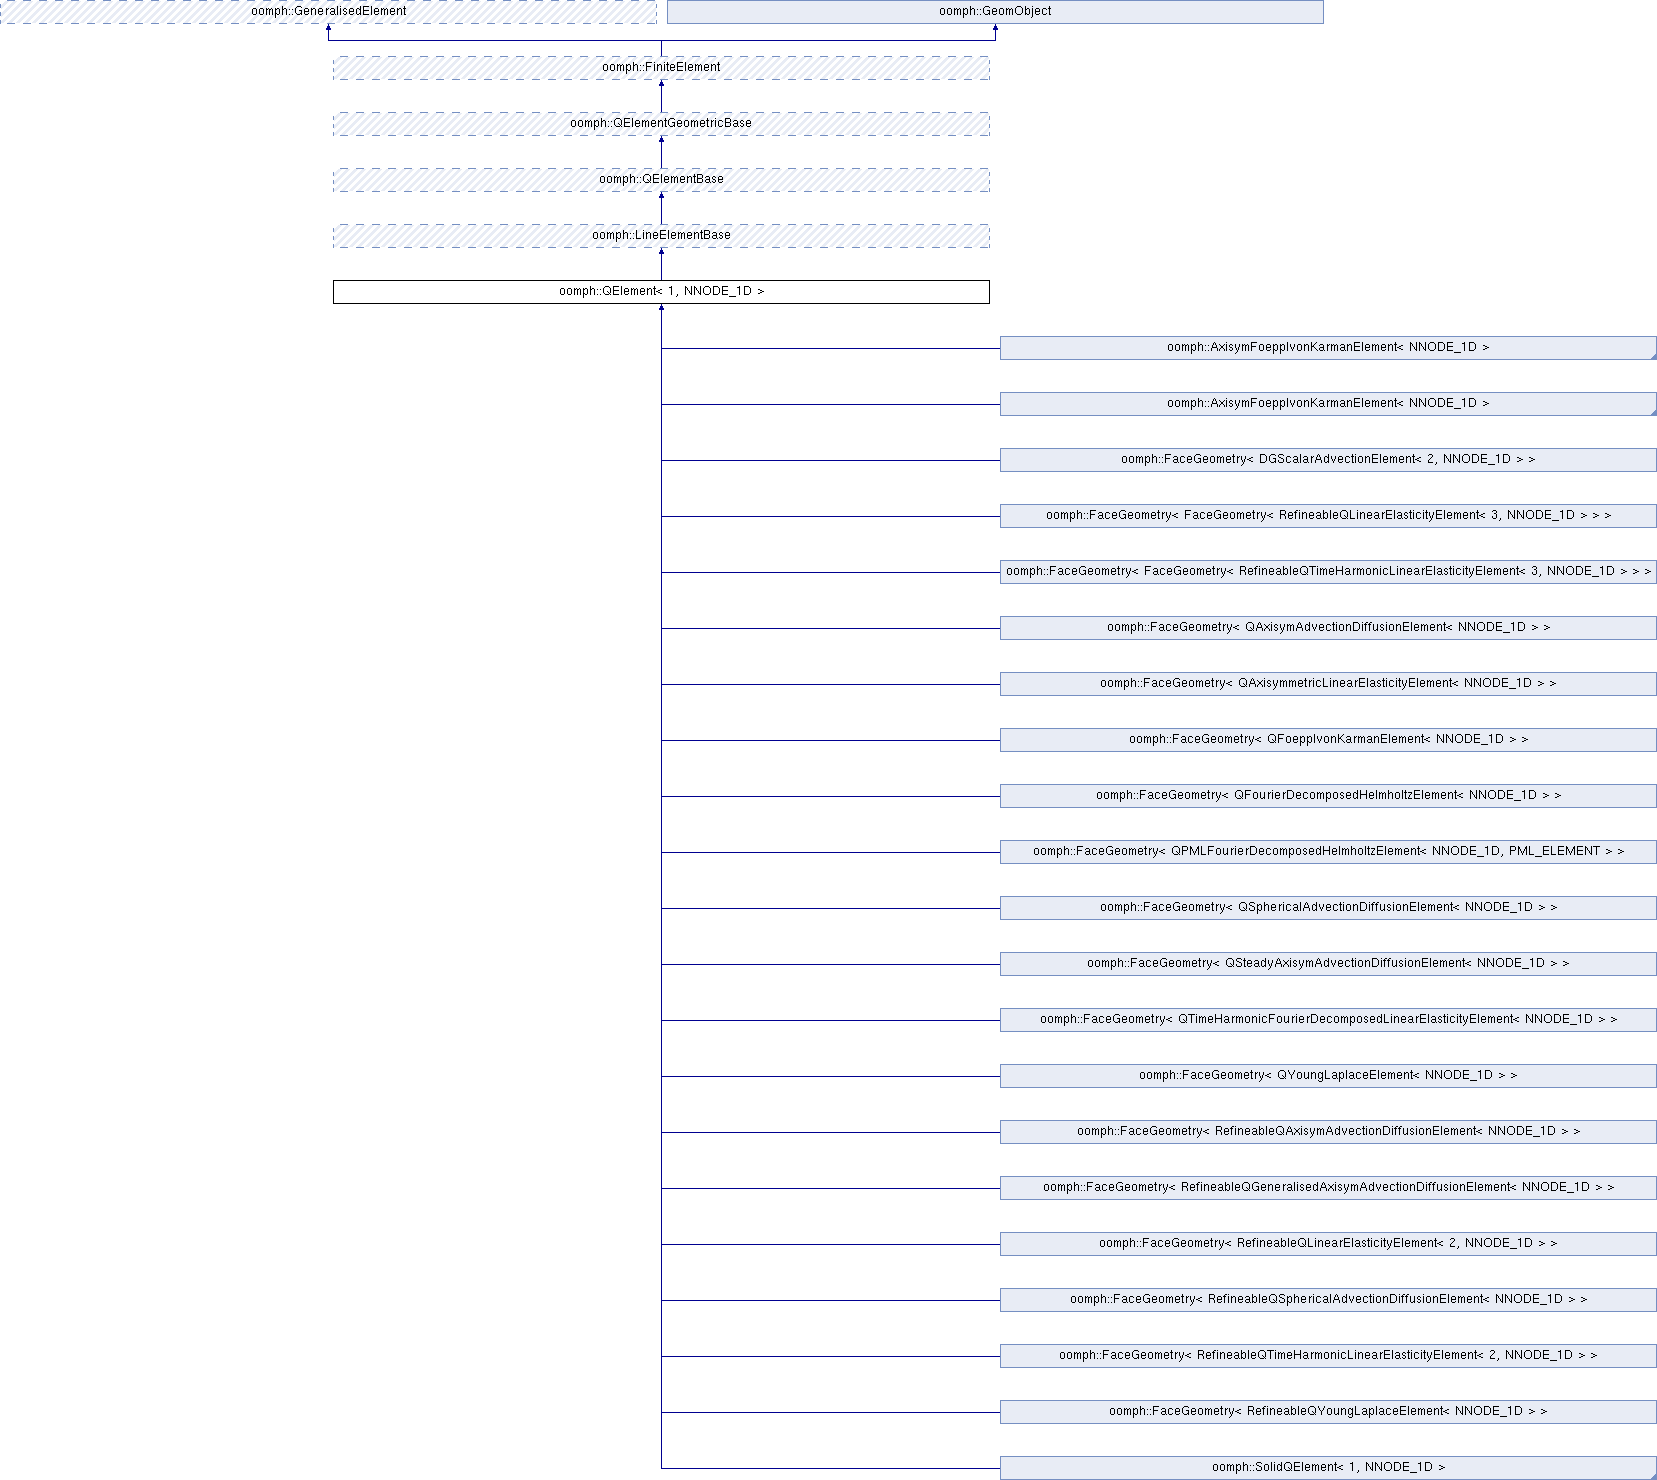 oomph::GeneralisedElement
oomph::GeomObject
oomph::FiniteElement
oomph::QElementGeometricBase
oomph::QElementBase
oomph::LineElementBase
oomph::QElement< 1, NNODE_1D >
oomph::AxisymFoepplvonKarmanElement< NNODE_1D >
oomph::AxisymFoepplvonKarmanElement< NNODE_1D >
oomph::FaceGeometry< DGScalarAdvectionElement< 2, NNODE_1D > >
oomph::FaceGeometry< FaceGeometry< RefineableQLinearElasticityElement< 3, NNODE_1D > > >
oomph::FaceGeometry< FaceGeometry< RefineableQTimeHarmonicLinearElasticityElement< 3, NNODE_1D > > >
oomph::FaceGeometry< QAxisymAdvectionDiffusionElement< NNODE_1D > >
oomph::FaceGeometry< QAxisymmetricLinearElasticityElement< NNODE_1D > >
oomph::FaceGeometry< QFoepplvonKarmanElement< NNODE_1D > >
oomph::FaceGeometry< QFourierDecomposedHelmholtzElement< NNODE_1D > >
oomph::FaceGeometry< QPMLFourierDecomposedHelmholtzElement< NNODE_1D, PML_ELEMENT > >
oomph::FaceGeometry< QSphericalAdvectionDiffusionElement< NNODE_1D > >
oomph::FaceGeometry< QSteadyAxisymAdvectionDiffusionElement< NNODE_1D > >
oomph::FaceGeometry< QTimeHarmonicFourierDecomposedLinearElasticityElement< NNODE_1D > >
oomph::FaceGeometry< QYoungLaplaceElement< NNODE_1D > >
oomph::FaceGeometry< RefineableQAxisymAdvectionDiffusionElement< NNODE_1D > >
oomph::FaceGeometry< RefineableQGeneralisedAxisymAdvectionDiffusionElement< NNODE_1D > >
oomph::FaceGeometry< RefineableQLinearElasticityElement< 2, NNODE_1D > >
oomph::FaceGeometry< RefineableQSphericalAdvectionDiffusionElement< NNODE_1D > >
oomph::FaceGeometry< RefineableQTimeHarmonicLinearElasticityElement< 2, NNODE_1D > >
oomph::FaceGeometry< RefineableQYoungLaplaceElement< NNODE_1D > >
oomph::SolidQElement< 1, NNODE_1D >